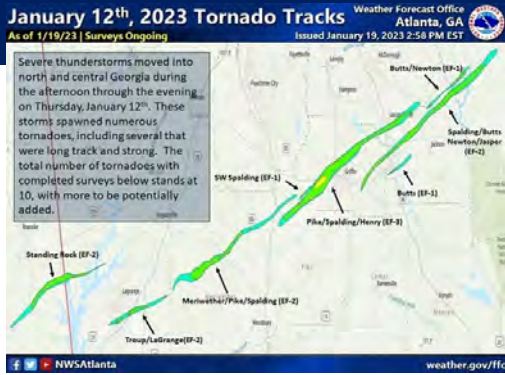 January 12th, 2023 Tornado Tracks
Weather Forecast Office
Atlanta, GA
As of 1/19/23 | Surveys Ongoing
Issued January 19, 2023 2:58 PM EST
Severe thunderstorms moved into
north and central Georgia during
the afternoon through the evening
on Thursday, January 12th. These
storms spawned numerous
tornadoes, including several that
were long track and strong. The
total number of tornadoes with
completed surveys below stands at
10, with more to be potentially
added.
Butts/Newton (EF-1)
Spalding/Butts
Newton/Jasper
(EF-2)
SW Spalding (EF-1)
Butts (EF-1)
Pike/Spalding/Henry (EF-3)
Standing Rock (EF-2)
Meriwether/Pike/Spalding (EF-2)
Troup/LaGrange(EF-2)
Griffin
Jackson
NWSAtlanta
weather.gov/ffc